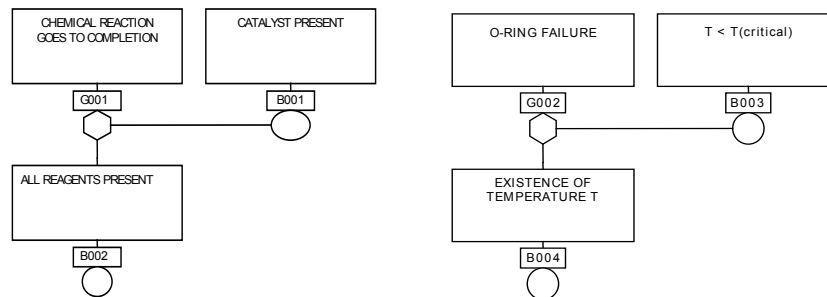 CHEMICAL REACTION
GOES TO COMPLETION
CATALYST PRESENT
G001
B001
ALL REAGENTS PRESENT
B002
O-RING FAILURE
T < T(critical)
G002
B003
EXISTENCE OF
TEMPERATURE T
B004